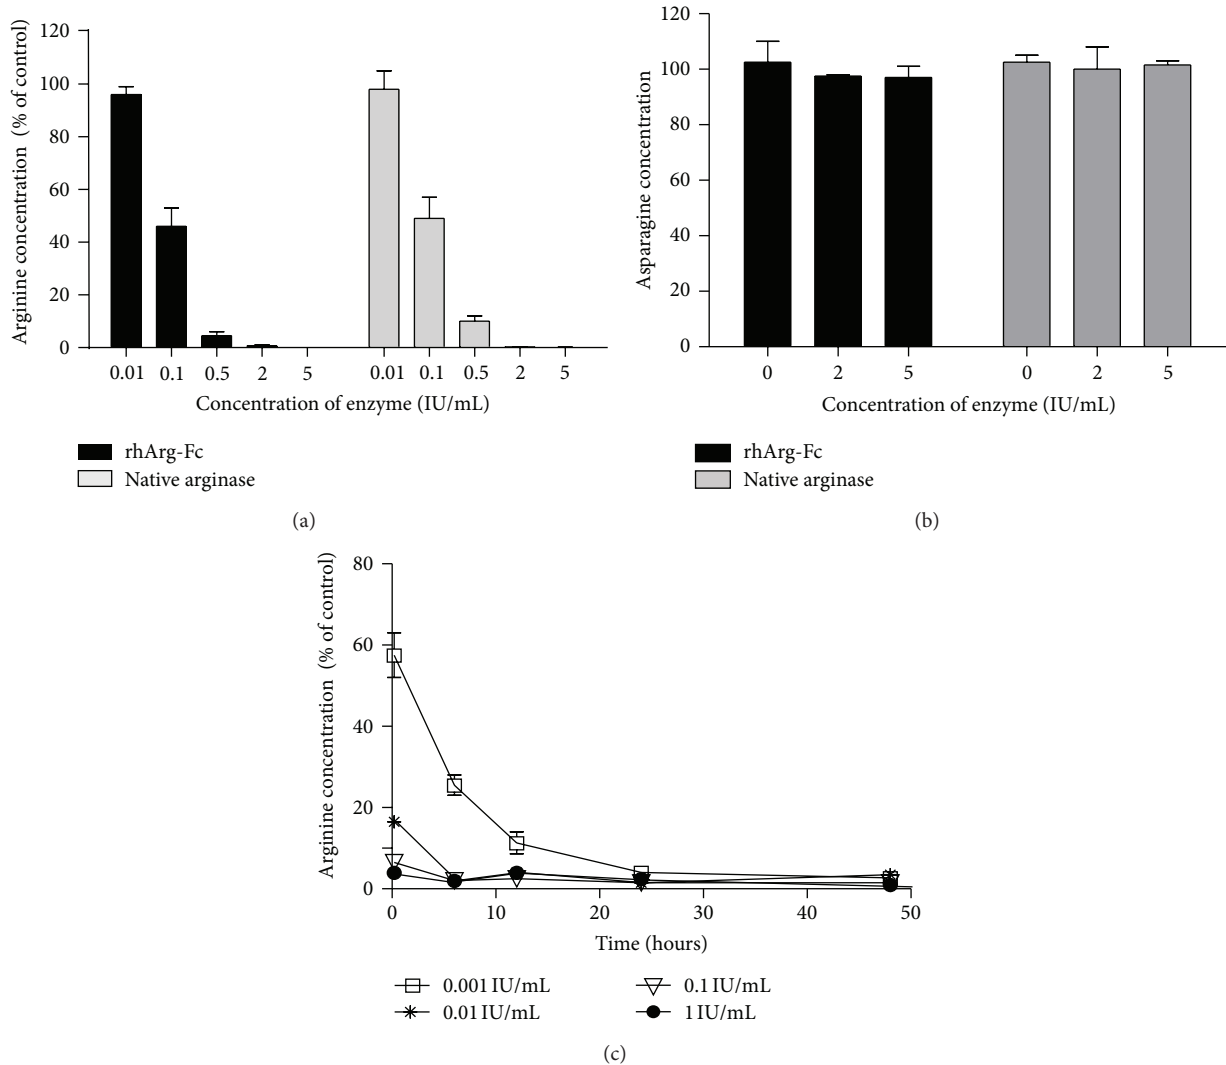 120
100
80
60
40
20
0
Arginine concentration (% of control)
0.01 0.1 0.5 2 5 0.01 0.1 0.5 2 5
Concentration of enzyme (IU/mL)
rhArg-Fc
Native arginase
(a)
120
100
80
60
40
20
0
Asparagine concentration
0 2 5 0 2 5
Concentration of enzyme (IU/mL)
rhArg-Fc
Native arginase
(b)
80
60
40
20
0
Arginine concentration (% of control)
0 10 20 30 40 50
Time (hours)
0.001 IU/mL
0.01 IU/mL
0.1 IU/mL
1 IU/mL
(c)